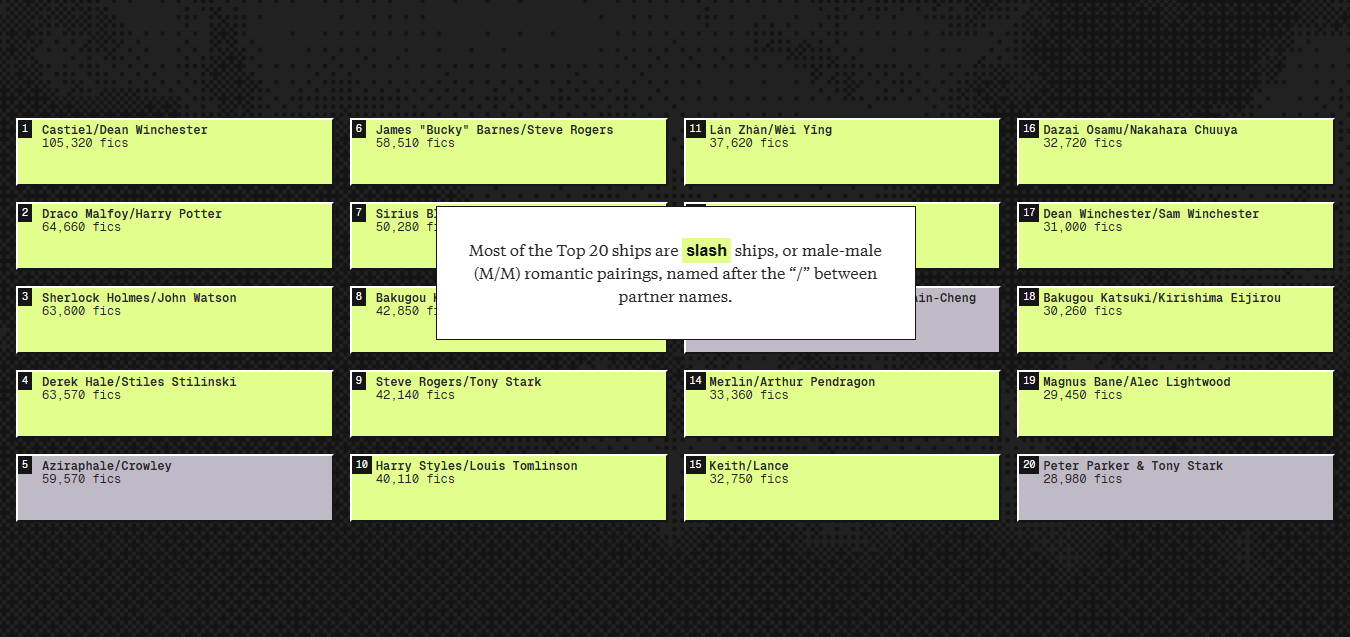 1 Castiel/Dean Winchester
105,320 fics
2 Draco Malfoy/Harry Potter
64,660 fics
3 Sherlock Holmes/John Watson
63,800 fics
4 Derek Hale/Stiles Stilinski
63,570 fics
5 Aziraphale/Crowley
59,570 fics
6 James "Bucky" Barnes/Steve Rogers
58,510 fics
7 Sirius
50,280
8 Bakugou
42,850
9 Steve Rogers/Tony Stark
42,140 fics
10 Harry Styles/Louis Tomlinson
40,110 fics
11 Lán Zhàn/Wèi Yīng
37,620 fics
ain-Cheng
14 Merlin/Arthur Pendragon
33,360 fics
15 Keith/Lance
32,750 fics
16 Dazai Osamu/Nakahara Chuuya
32,720 fics
17 Dean Winchester/Sam Winchester
31,000 fics
18 Bakugou Katsuki/Kirishima Eijirou
30,260 fics
19 Magnus Bane/Alec Lightwood
29,450 fics
20 Peter Parker & Tony Stark
28,980 fics
Most of the Top 20 ships are slash ships, or male-male
(M/M) romantic pairings, named after the “/” between
partner names.